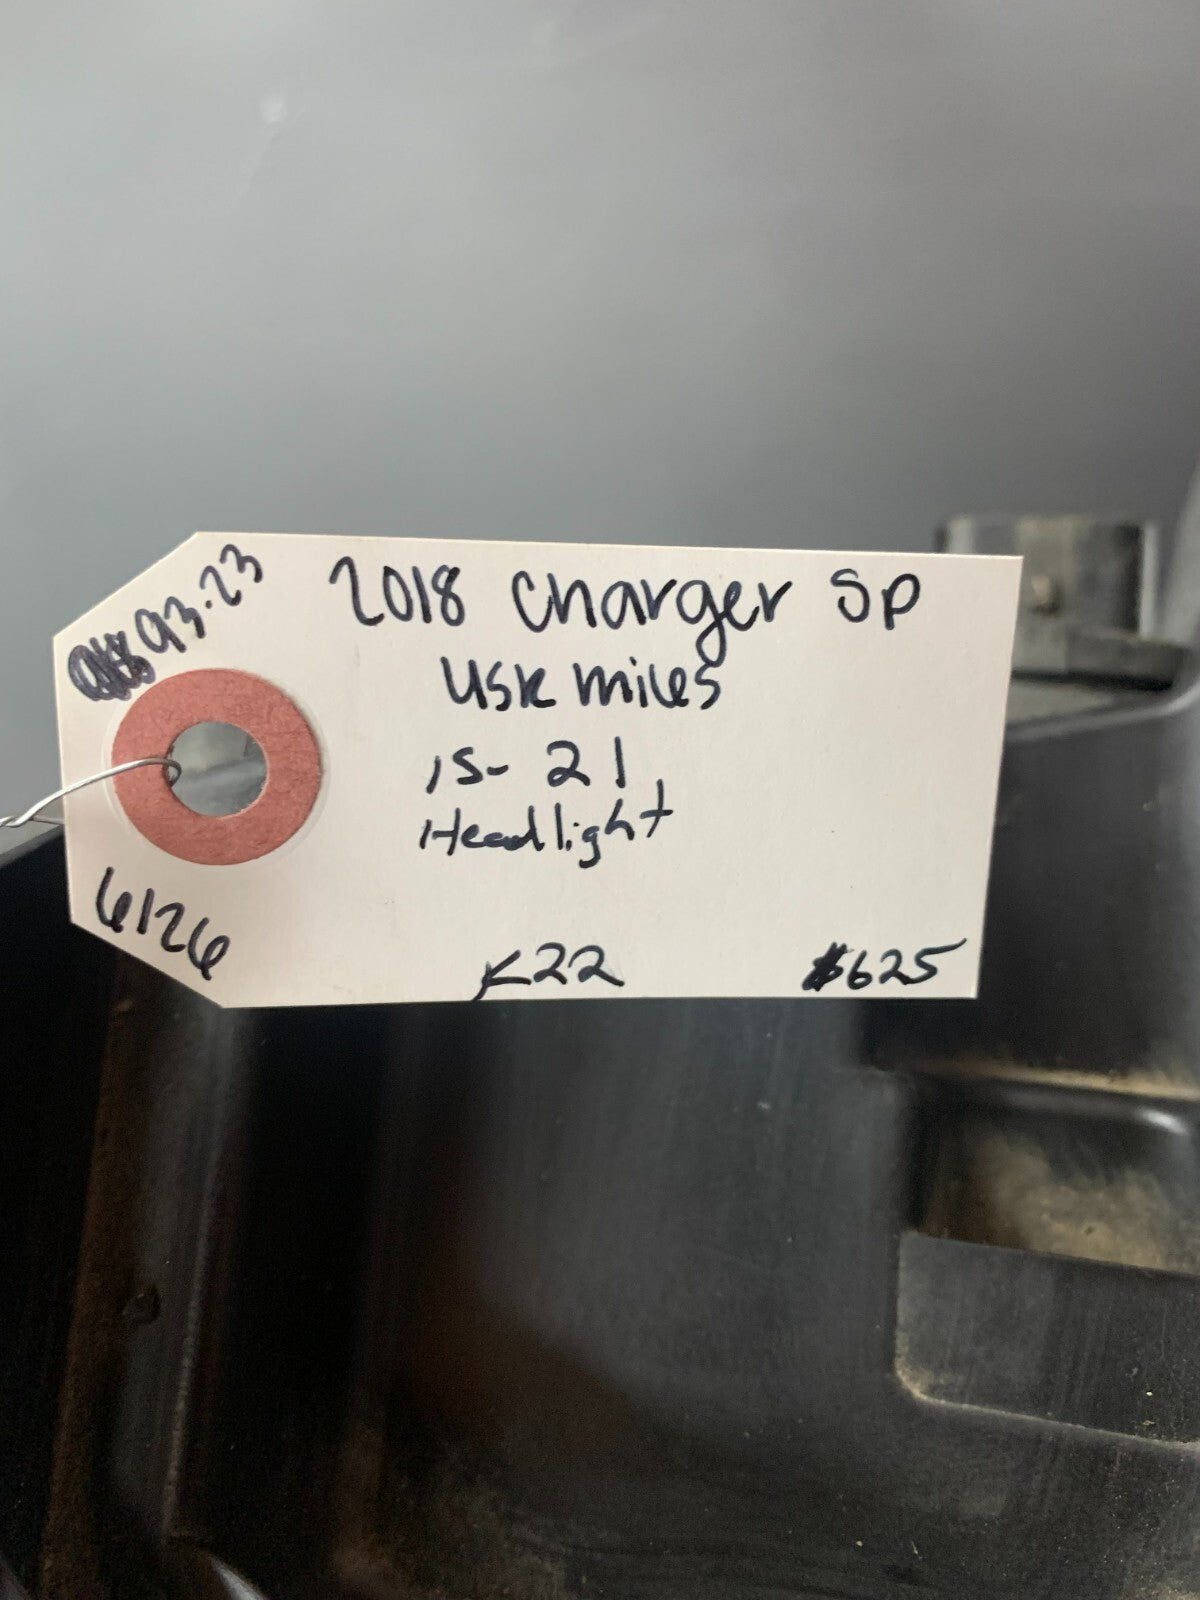 93.23
2018 Charger SP
45k miles
15-21
Headlight
6126
K22
$625